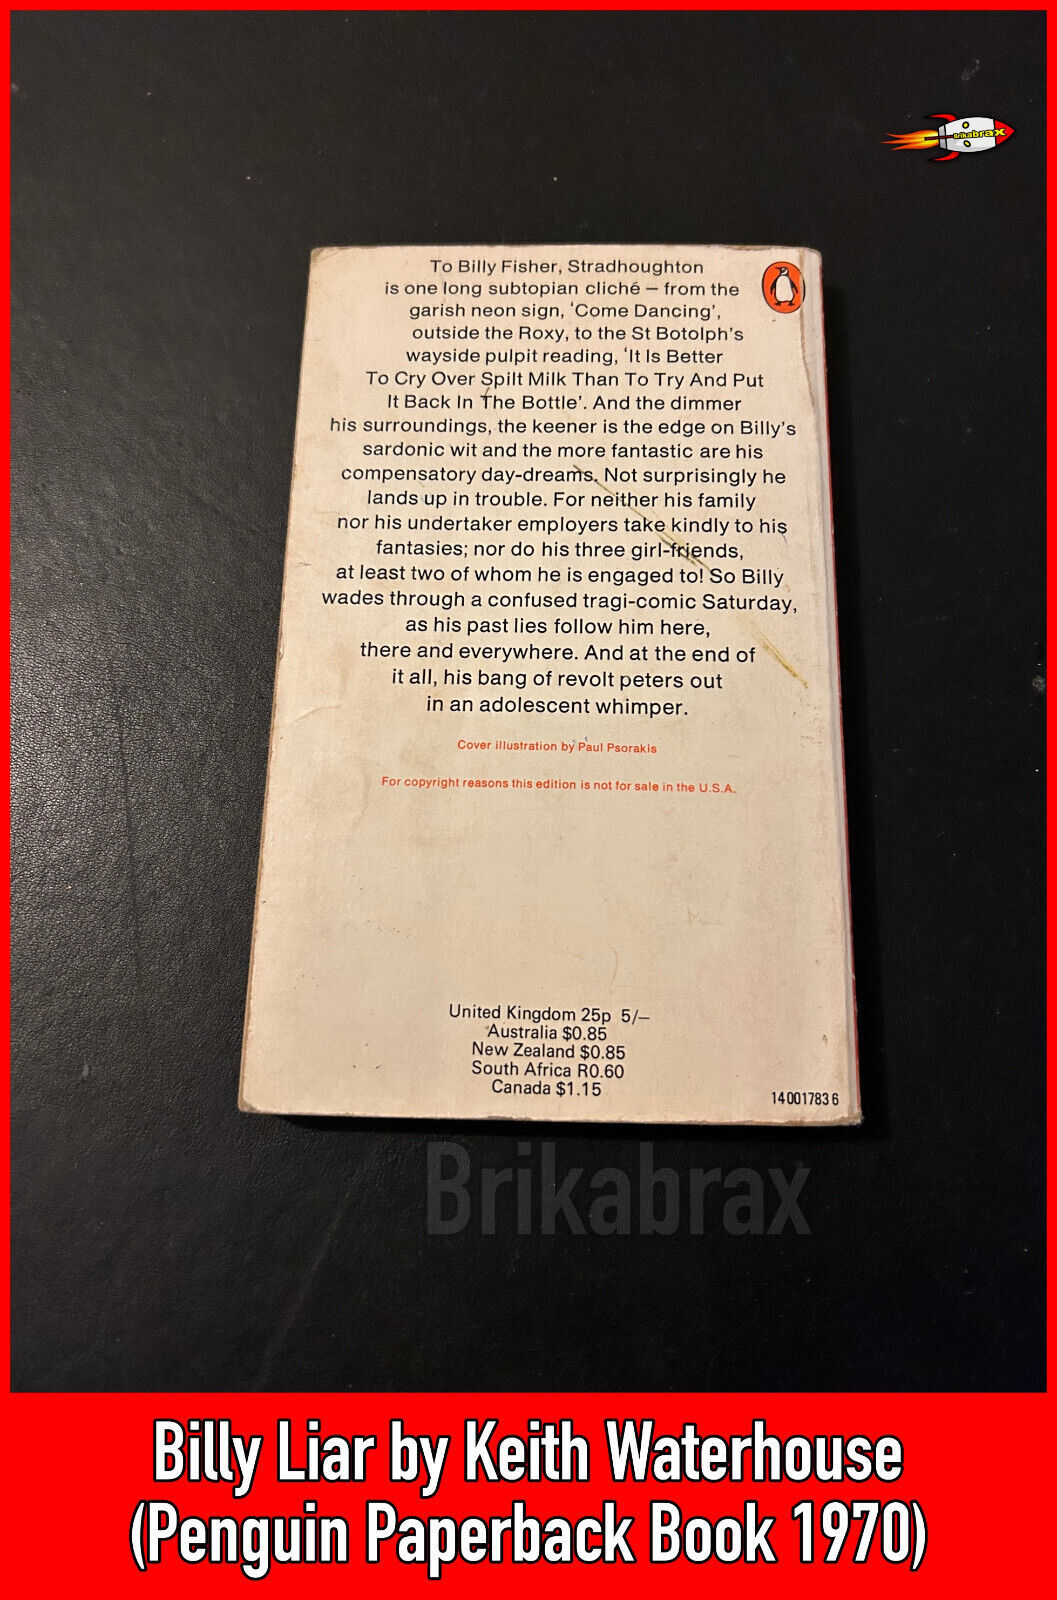 Brikabrax
To Billy Fisher, Stradhoughton
is one long subtopian cliché – from the
garish neon sign, 'Come Dancing',
outside the Roxy, to the St Botolph's
wayside pulpit reading, 'It Is Better
To Cry Over Spilt Milk Than To Try And Put
It Back In The Bottle'. And the dimmer
his surroundings, the keener is the edge on Billy's
sardonic wit and the more fantastic are his
compensatory day-dreams. Not surprisingly he
lands up in trouble. For neither his family
nor his undertaker employers take kindly to his
fantasies; nor do his three girl-friends,
at least two of whom he is engaged to! So Billy
wades through a confused tragi-comic Saturday,
as his past lies follow him here,
there and everywhere. And at the end of
it all, his bang of revolt peters out
in an adolescent whimper.
Cover illustration by Paul Psorakis
For copyright reasons this edition is not for sale in the U.S.A.
United Kingdom 25p 5/–
Australia $0.85
New Zealand $0.85
South Africa R0.60
Canada $1.15
14 001783 6
Brikabrax
Billy Liar by Keith Waterhouse
(Penguin Paperback Book 1970)